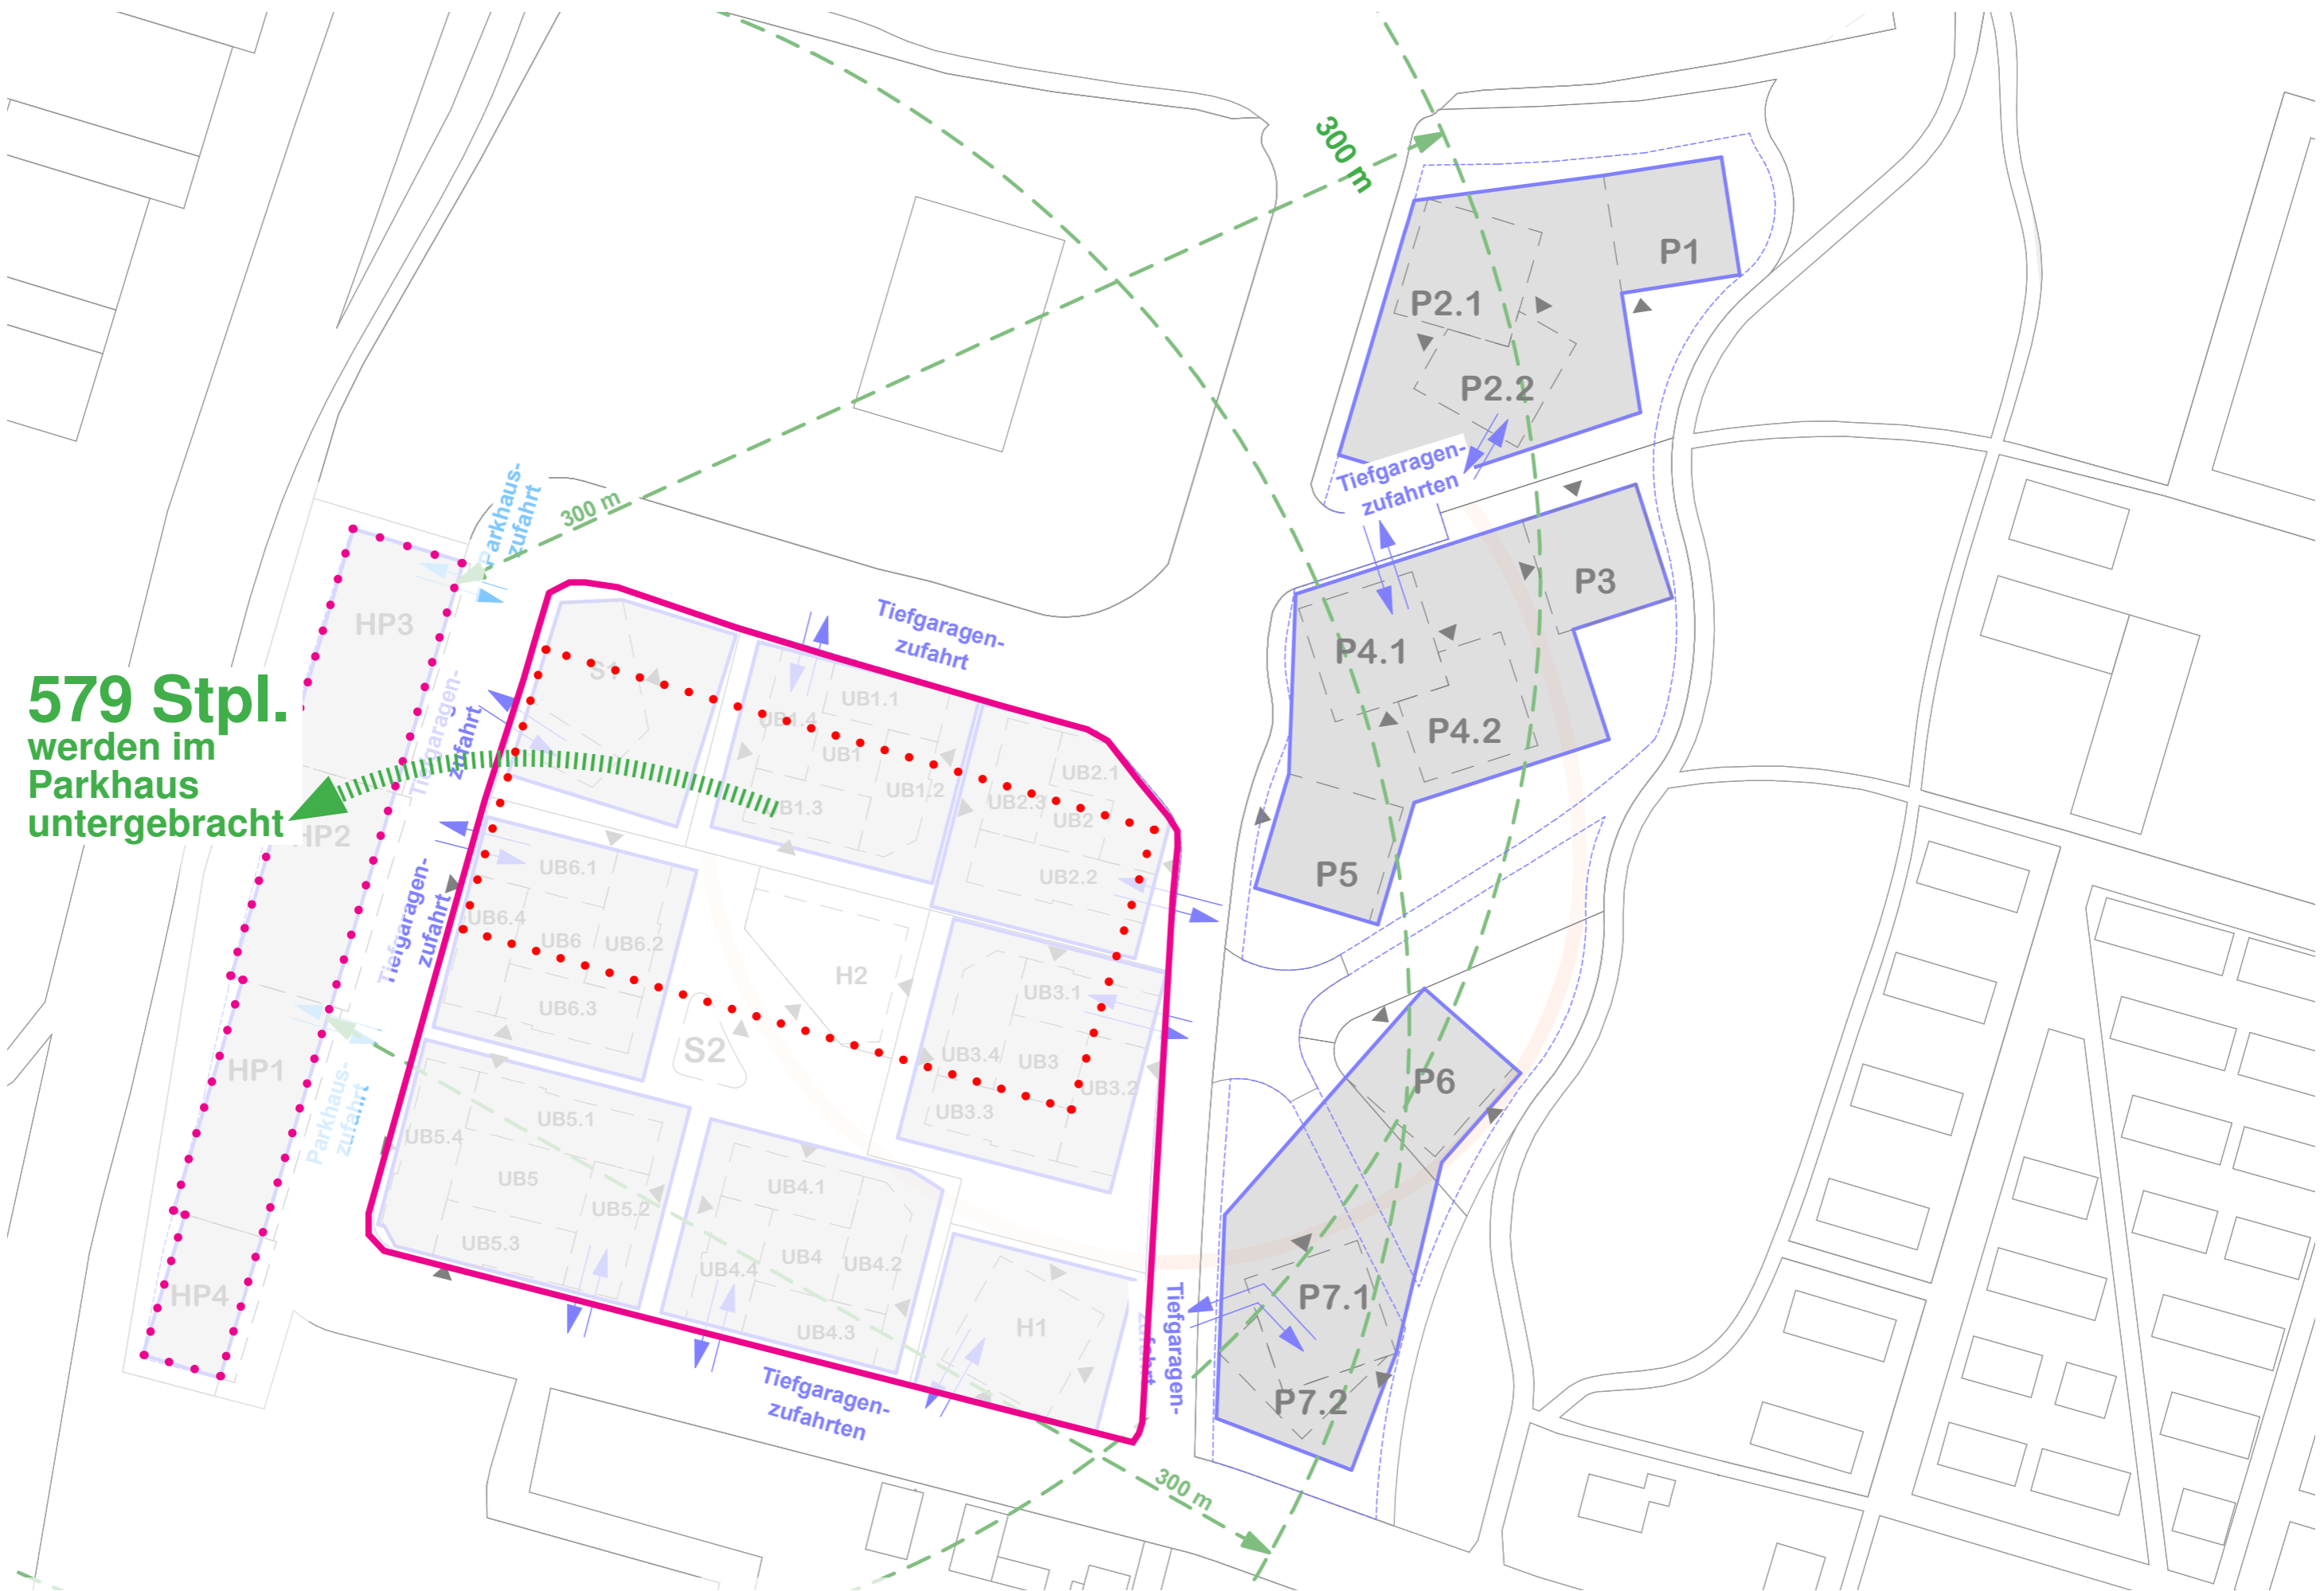 300 m
P1
P2.1
P2.2
Tiefgaragen-
zufahrten
Parkhaus-
zufahrt
300 m
P3
HP3
Tiefgaragen-
zufahrt
P4.1
579 Stpl.
werden im
Parkhaus
untergebracht
Tiefgaragen-
zufahrt
S1
UB1.1
UB1.4
UB1
UB1.2
UB1.3
UB2.1
UB2.3
UB2
UB2.2
P4.2
HP2
P5
Tiefgaragen-
zufahrt
UB6.1
UB6.4
UB6
UB6.2
UB6.3
H2
S2
UB3.1
UB3.4
UB3
UB3.2
UB3.3
HP1
P6
Parkhaus-
zufahrt
UB5.1
UB5.4
UB5
UB5.2
UB5.3
UB4.1
UB4.4
UB4
UB4.2
UB4.3
H1
HP4
Tiefgaragen-
zufahrt
P7.1
P7.2
Tiefgaragen-
zufahrten
300 m